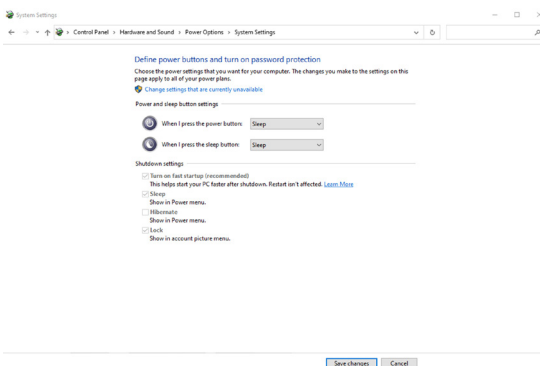 System Settings
Control Panel > Hardware and Sound > Power Options > System Settings
Define power buttons and turn on password protection
Choose the power settings that you want for your computer. The changes you make to the settings on this
page apply to all of your power plans.
Change settings that are currently unavailable
Power and sleep button settings
When I press the power button: Sleep
When I press the sleep button: Sleep
Shutdown settings
Turn on fast startup (recommended)
This helps start your PC faster after shutdown. Restart isn't affected. Learn More
Sleep
Show in Power menu.
Hibernate
Show in Power menu.
Lock
Show in account picture menu.
Save changes Cancel